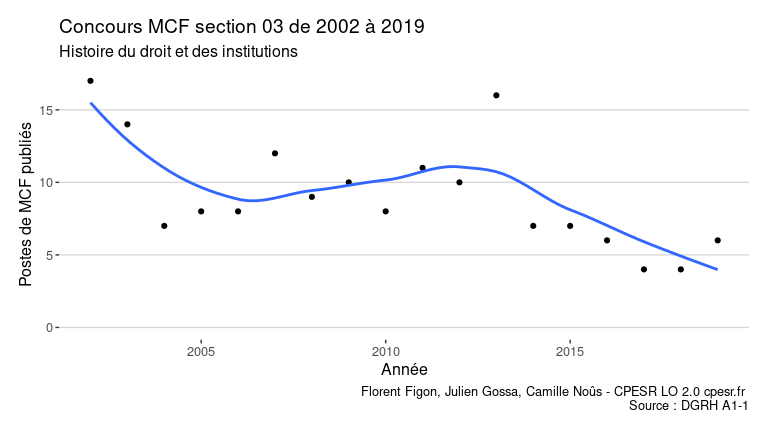 Concours MCF section 03 de 2002 à 2019
Histoire du droit et des institutions
Postes de MCF publiés
15
10
5
0
2005 2010 2015
Année
Florent Figon, Julien Gossa, Camille Noûs - CPESR LO 2.0 cpesr.fr
Source : DGRH A1-1